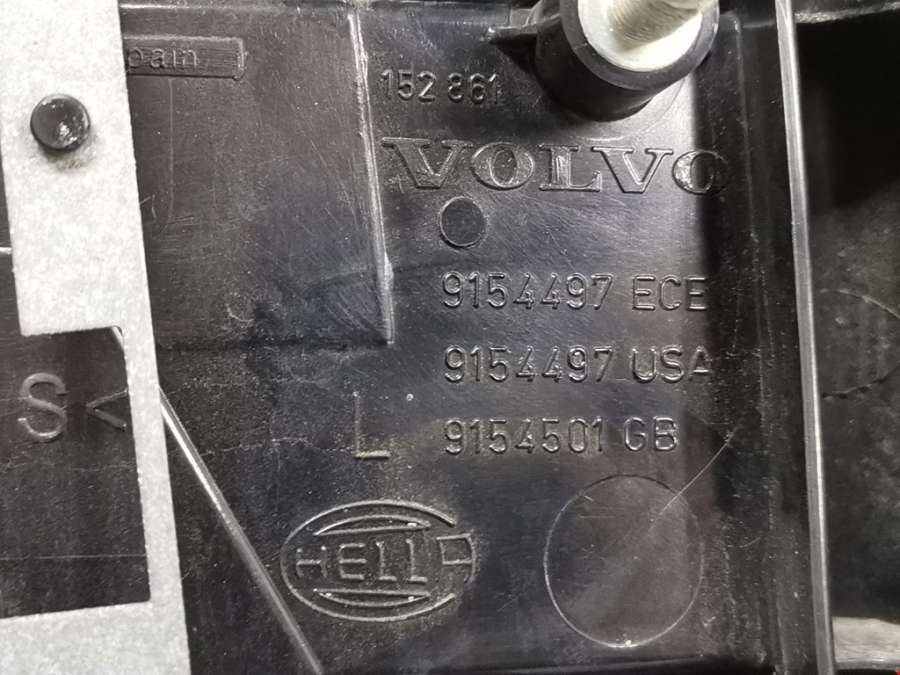 pain
152 861
VOLVO
9154497 ECE
9154497 USA
L 9154501 GB
S<
HELLA